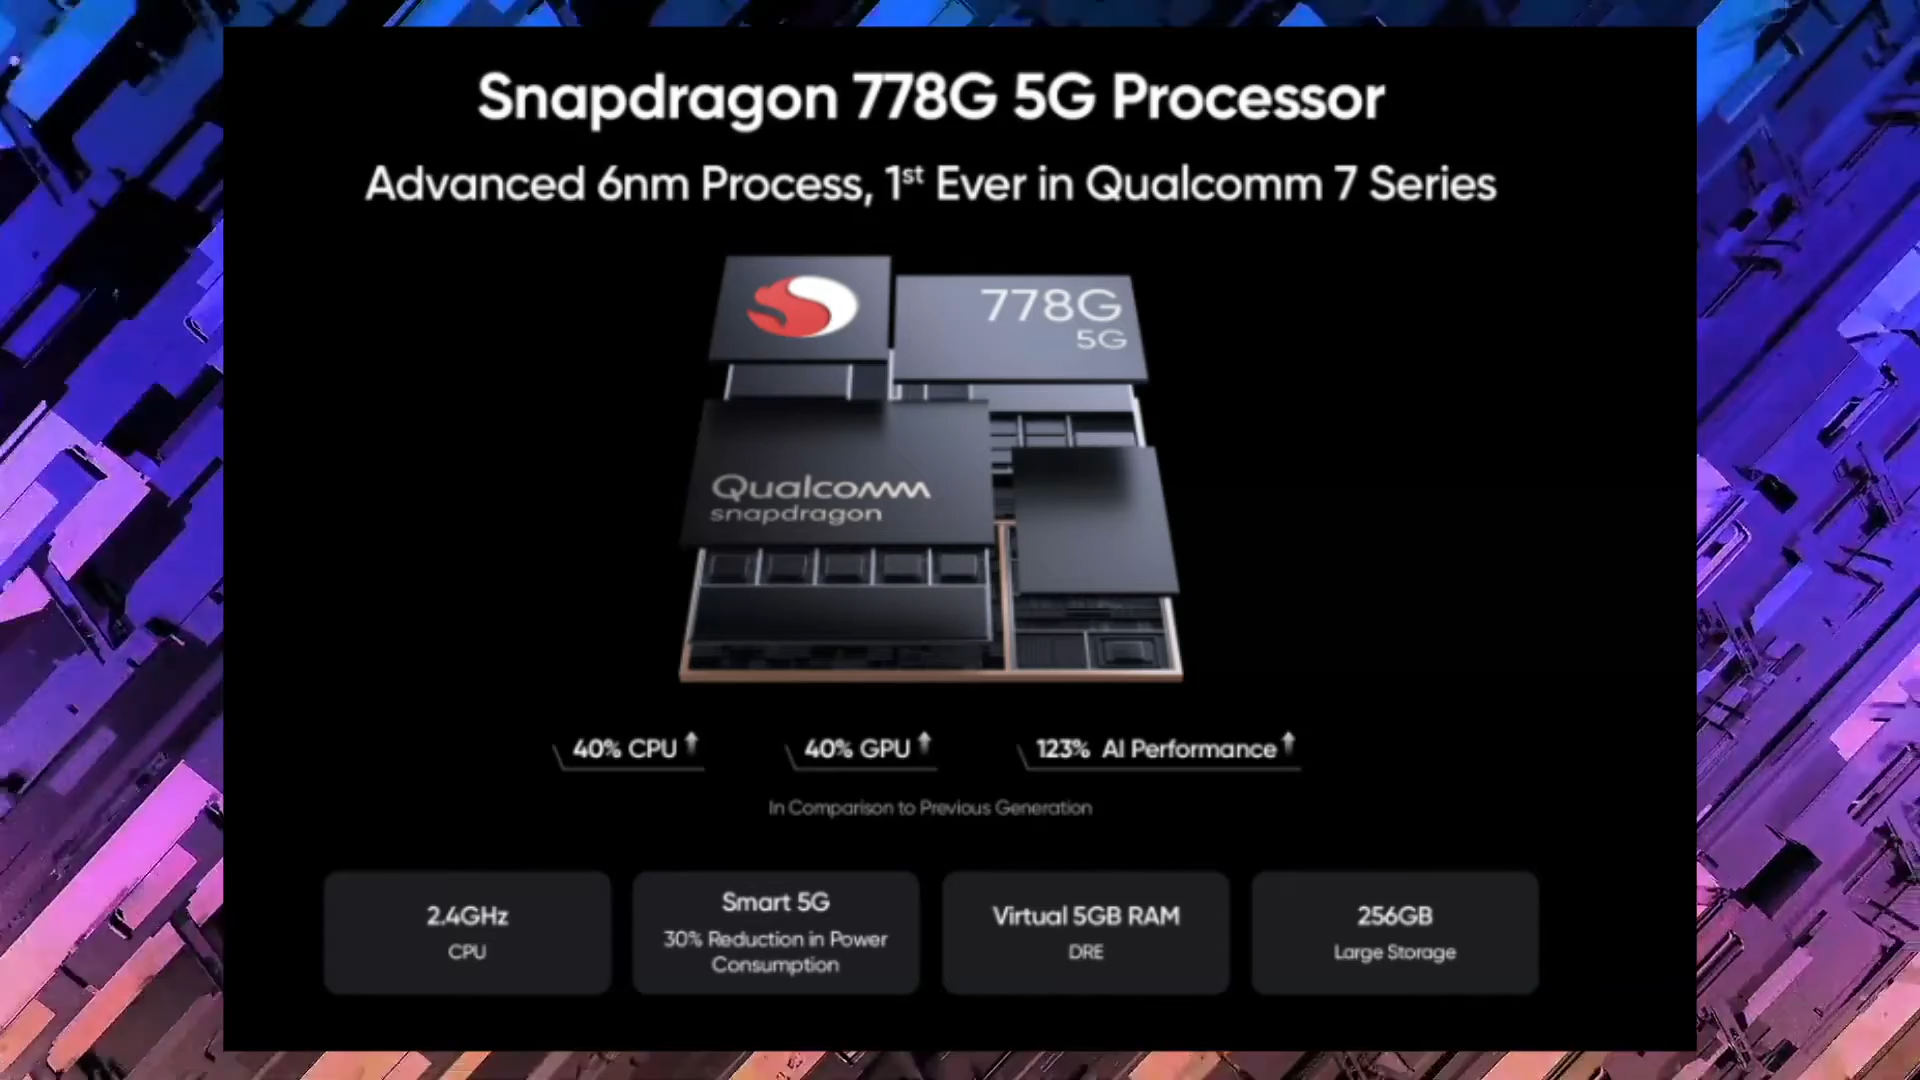 Snapdragon 778G 5G Processor
Advanced 6nm Process, 1st Ever in Qualcomm 7 Series
778G
5G
Qualcomm
snapdragon
40% CPU↑ 40% GPU↑ 123% AI Performance↑
In Comparison to Previous Generation
2.4GHz
CPU
Smart 5G
30% Reduction in Power
Consumption
Virtual 5GB RAM
DRE
256GB
Large Storage